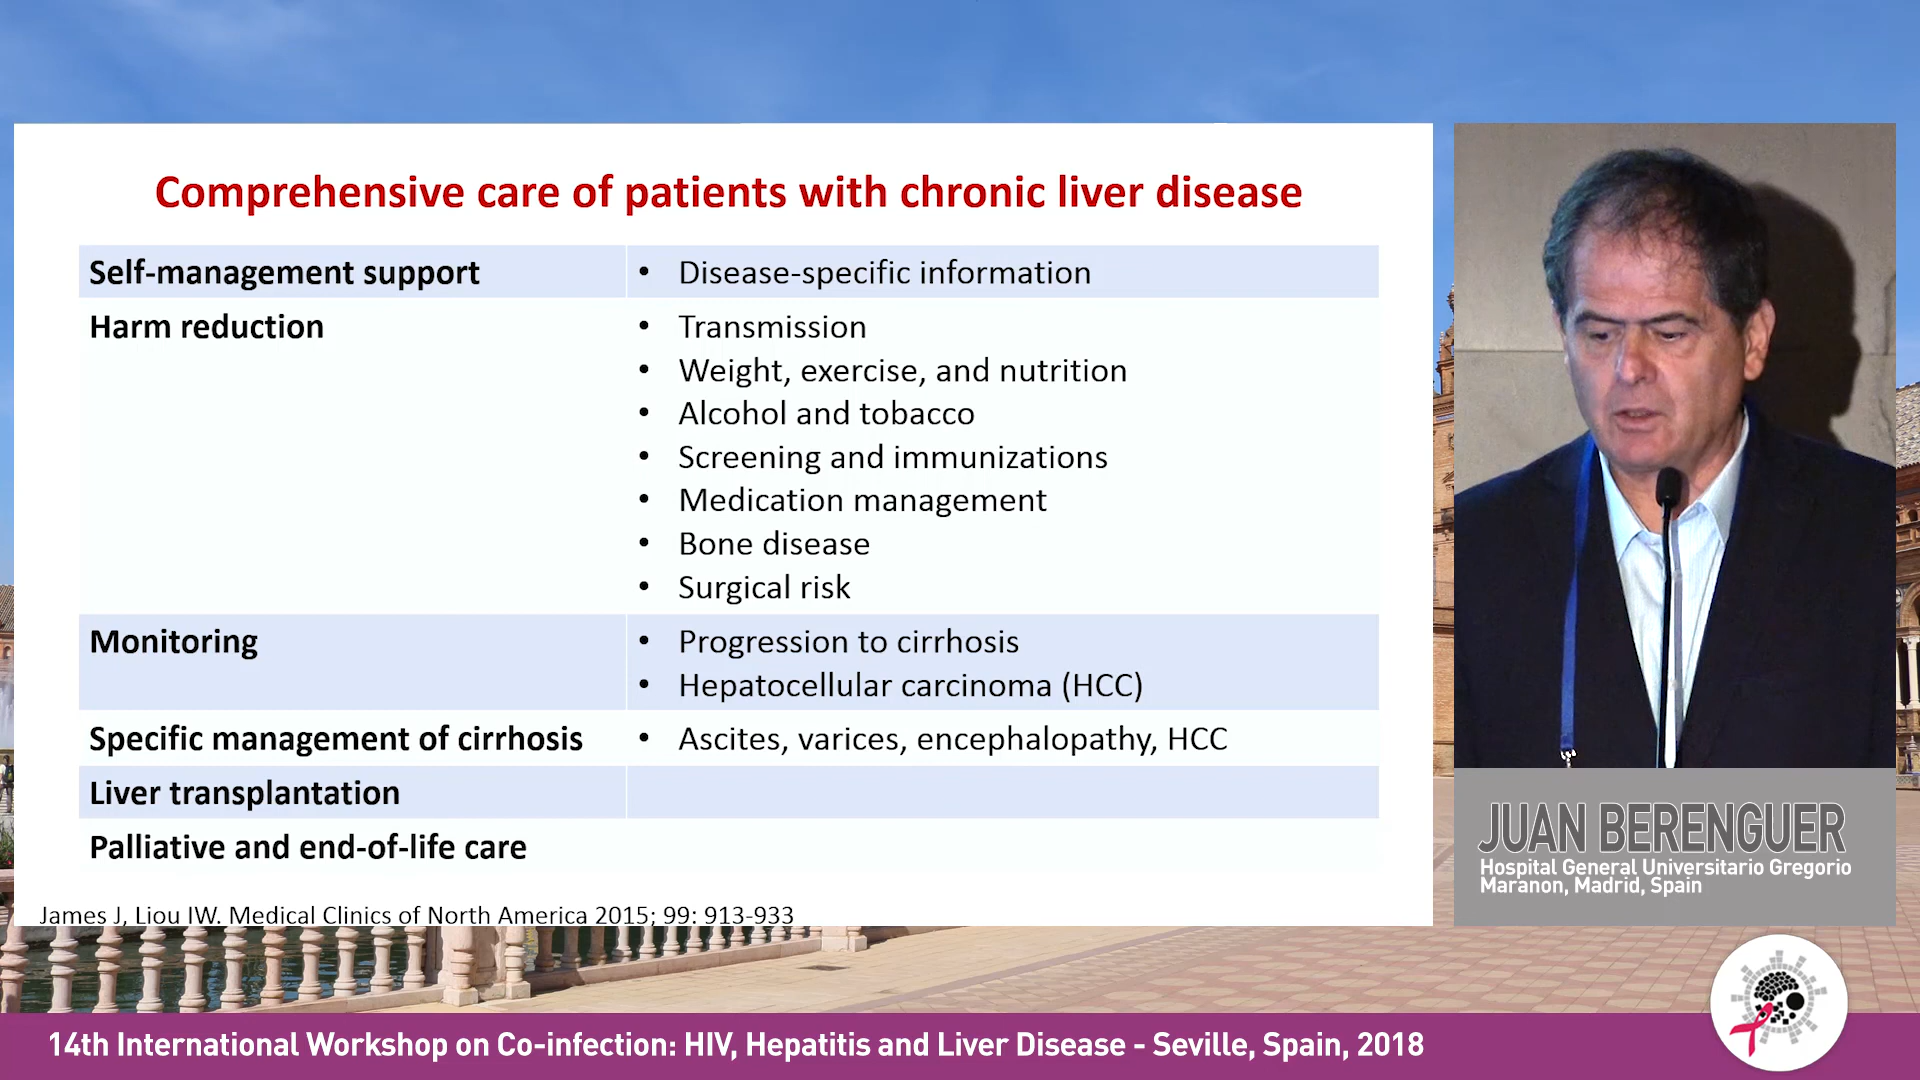 Comprehensive care of patients with chronic liver disease
Self-management support
• Disease-specific information
Harm reduction
• Transmission
• Weight, exercise, and nutrition
• Alcohol and tobacco
• Screening and immunizations
• Medication management
• Bone disease
• Surgical risk
Monitoring
• Progression to cirrhosis
• Hepatocellular carcinoma (HCC)
Specific management of cirrhosis
• Ascites, varices, encephalopathy, HCC
Liver transplantation
Palliative and end-of-life care
James J, Liou IW. Medical Clinics of North America 2015; 99: 913-933
JUAN BERENGUER
Hospital General Universitario Gregorio
Maranon, Madrid, Spain
14th International Workshop on Co-infection: HIV, Hepatitis and Liver Disease - Seville, Spain, 2018